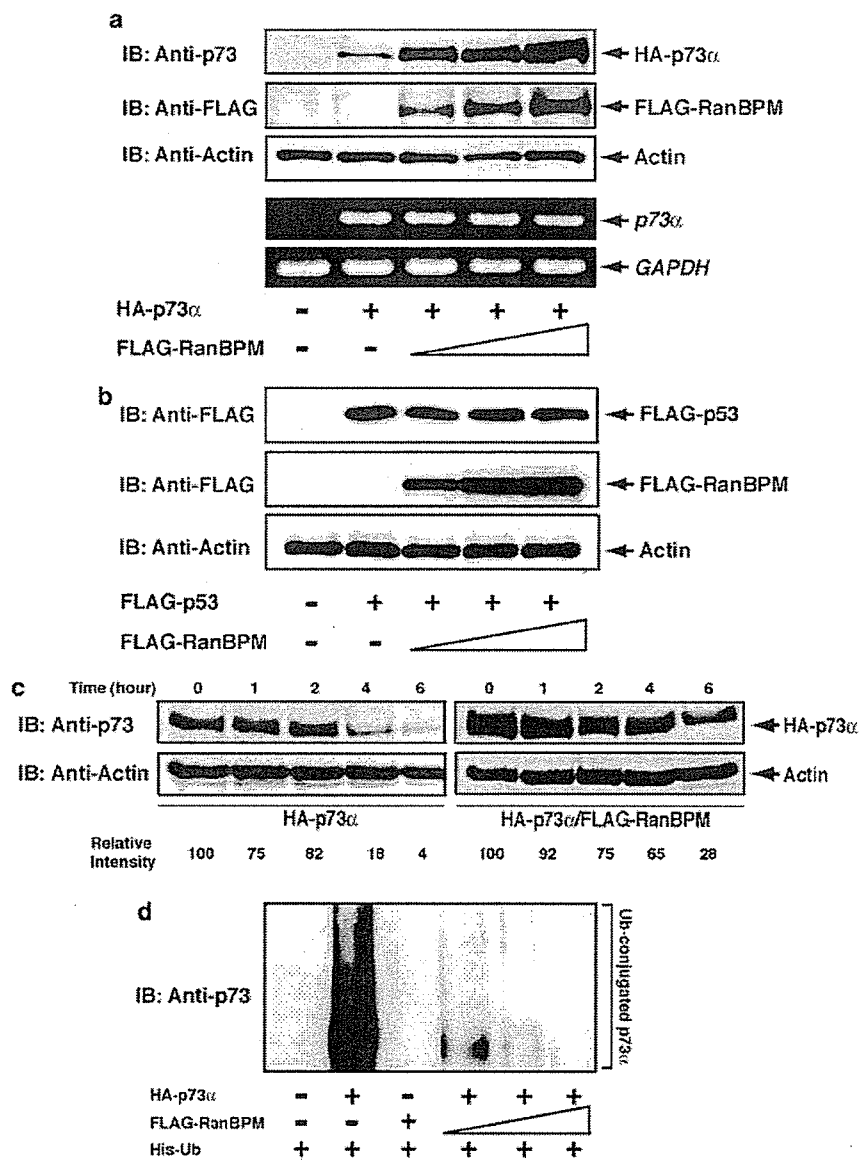 a
IB: Anti-p73 HA-p73α
IB: Anti-FLAG FLAG-RanBPM
IB: Anti-Actin Actin
p73α
GAPDH
HA-p73α - + + + +
FLAG-RanBPM - -
b
IB: Anti-FLAG FLAG-p53
IB: Anti-FLAG FLAG-RanBPM
IB: Anti-Actin Actin
FLAG-p53 - + + + +
FLAG-RanBPM - -
c
Time (hour) 0 1 2 4 6 0 1 2 4 6
IB: Anti-p73 HA-p73α
IB: Anti-Actin Actin
HA-p73α HA-p73α/FLAG-RanBPM
Relative
Intensity 100 75 82 18 4 100 92 75 65 28
d
IB: Anti-p73
Ub-conjugated p73α
HA-p73α - + - + + +
FLAG-RanBPM - - +
His-Ub + + + + + +